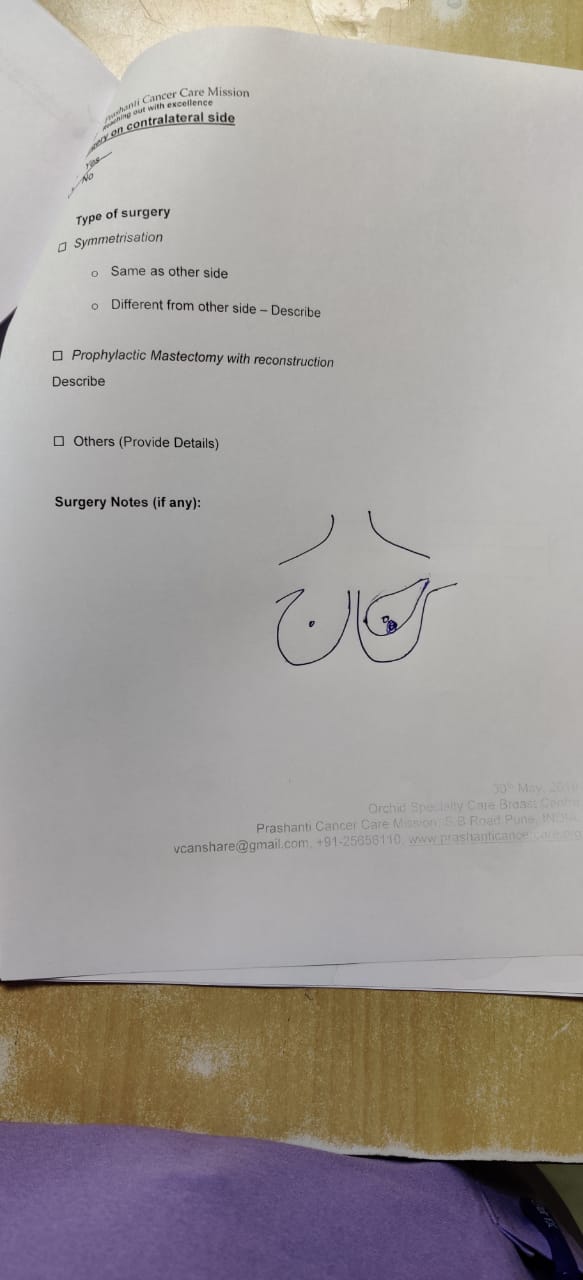 Prashanti Cancer Care Mission
Reaching out with excellence
on contralateral side
Yes
No
Type of surgery
□ Symmetrisation
o Same as other side
o Different from other side – Describe
□ Prophylactic Mastectomy with reconstruction
Describe
□ Others (Provide Details)
Surgery Notes (if any):
30th May, 2019
Orchid Specialty Care Breast Centre
Prashanti Cancer Care Mission, S.B Road Pune, INDIA,
vcanshare@gmail.com, +91-25656110, www.prashanticancercare.org